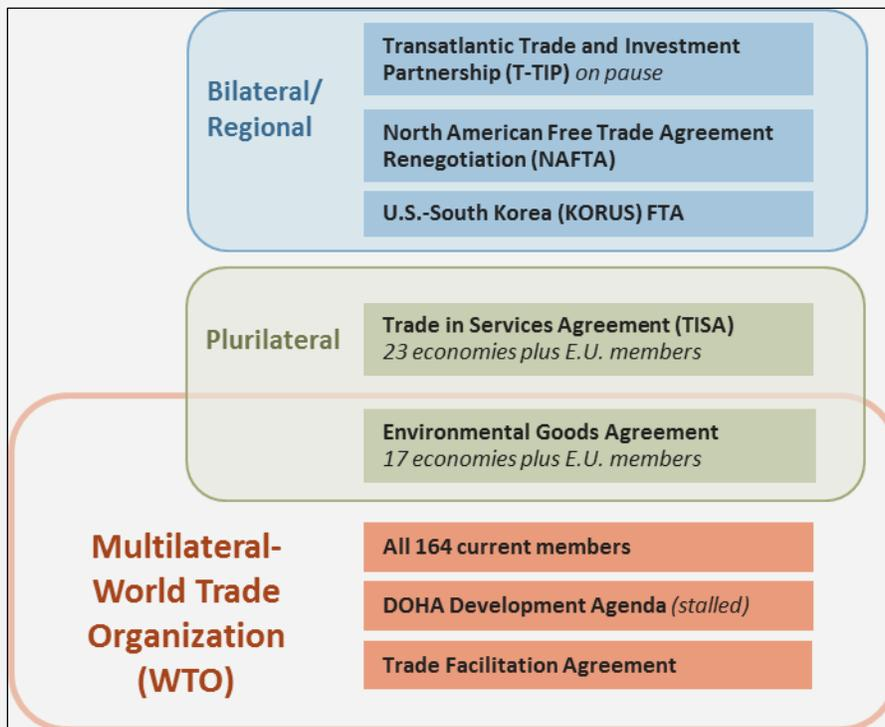 Bilateral/
Regional
Transatlantic Trade and Investment
Partnership (T-TIP) on pause
North American Free Trade Agreement
Renegotiation (NAFTA)
U.S.-South Korea (KORUS) FTA
Plurilateral
Trade in Services Agreement (TISA)
23 economies plus E.U. members
Environmental Goods Agreement
17 economies plus E.U. members
Multilateral-
World Trade
Organization
(WTO)
All 164 current members
DOHA Development Agenda (stalled)
Trade Facilitation Agreement